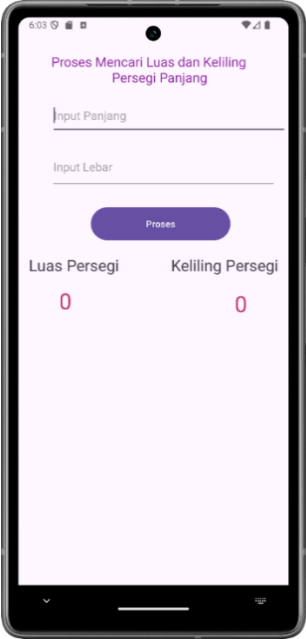 6:03
Proses Mencari Luas dan Keliling
Persegi Panjang
Input Panjang
Input Lebar
Proses
Luas Persegi Keliling Persegi
0 0